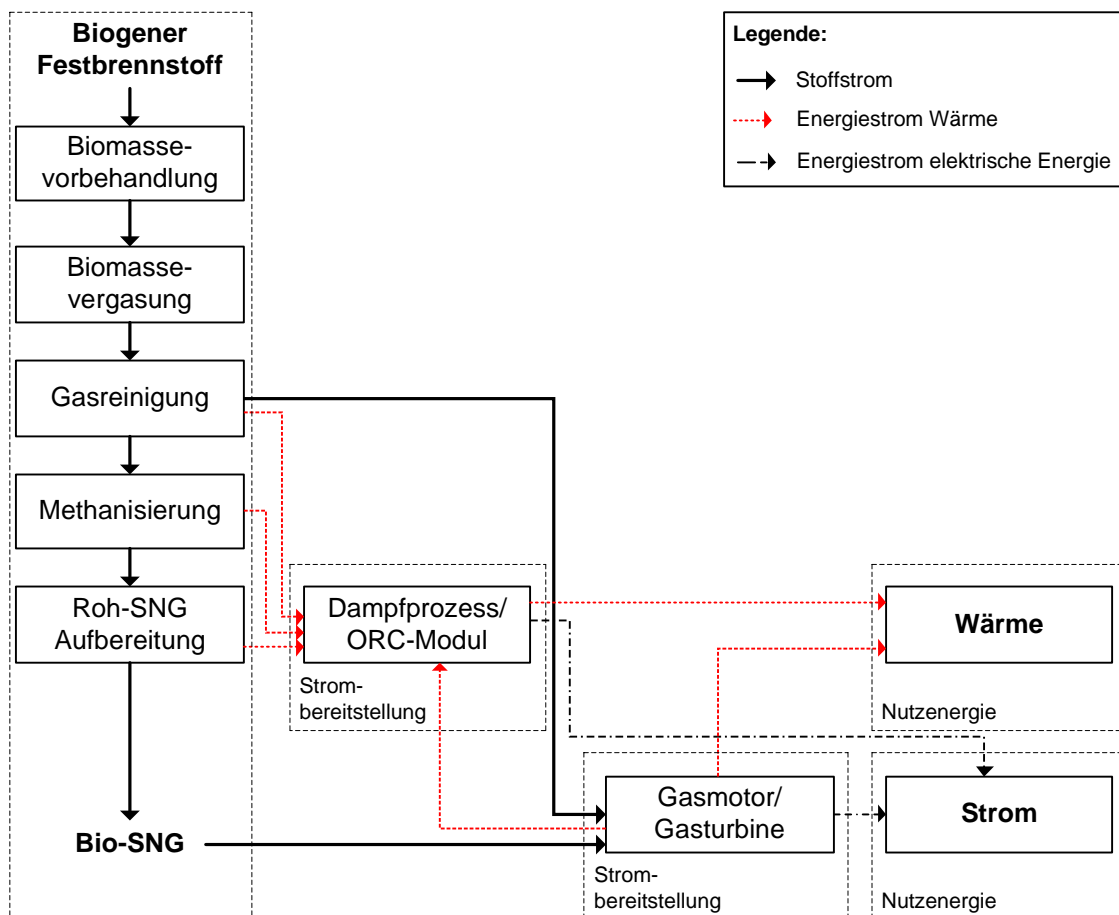 Biogener
Festbrennstoff
Legende:
Stoffstrom
Energiestrom Wärme
Energiestrom elektrische Energie
Biomasse-
vorbehandlung
Biomasse-
vergasung
Gasreinigung
Methanisierung
Roh-SNG
Aufbereitung
Dampfprozess/
ORC-Modul
Strom-
bereitstellung
Wärme
Nutzenergie
Bio-SNG
Gasmotor/
Gasturbine
Strom-
bereitstellung
Strom
Nutzenergie